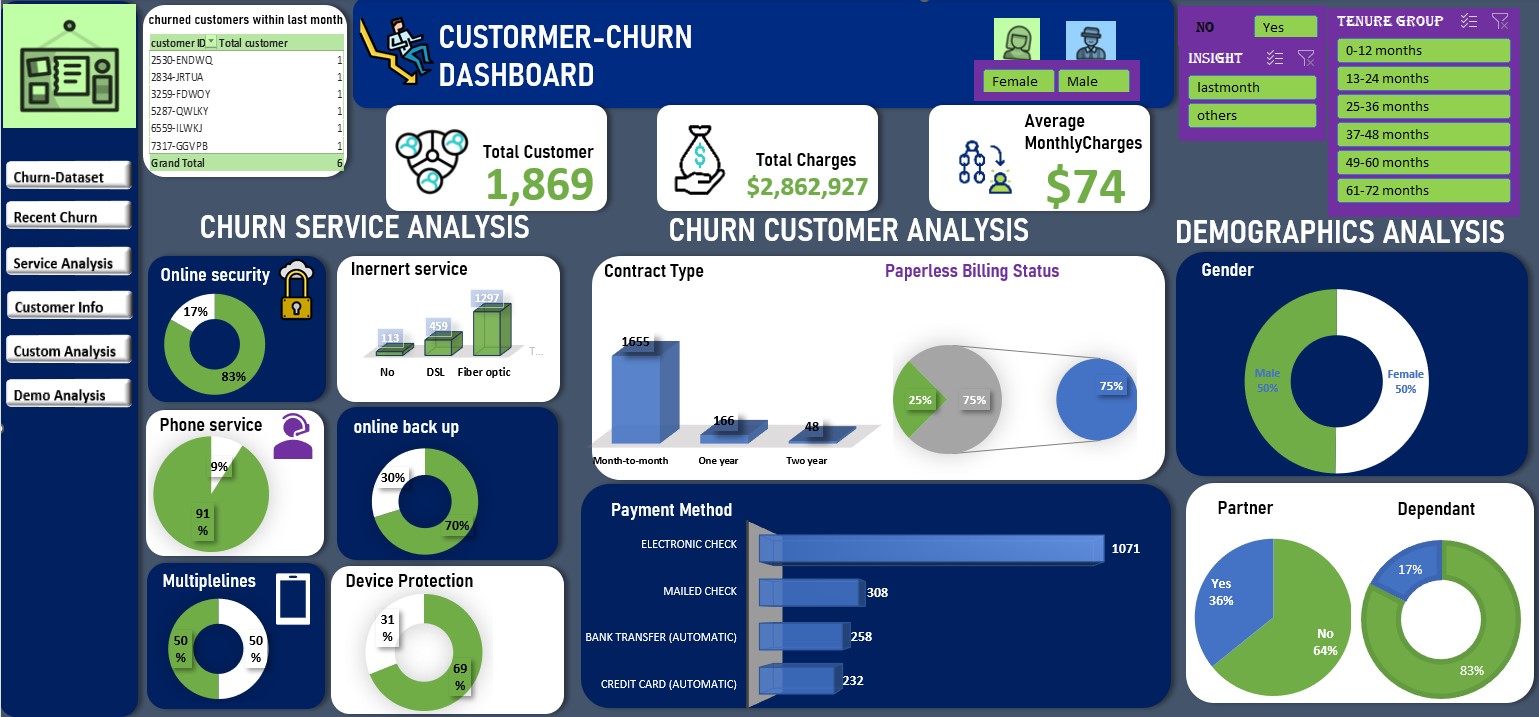 churned customers within last month
customer ID Total customer
2530-ENDWQ 1
2834-JRTUA 1
3259-FDWOY 1
5287-QWLKY 1
6559-ILWKJ 1
7317-GGVPB 1
Grand Total 6
CUSTORMER-CHURN
DASHBOARD
Female Male
NO Yes
INSIGHT
lastmonth
others
TENURE GROUP
0-12 months
13-24 months
25-36 months
37-48 months
49-60 months
61-72 months
Churn-Dataset
Recent Churn
Service Analysis
Customer Info
Custom Analysis
Demo Analysis
Total Customer
1,869
Total Charges
$2,862,927
Average
MonthlyCharges
$74
CHURN SERVICE ANALYSIS
Online security
17%
83%
Inernert service
113
459
1297
T...
No DSL Fiber optic
Phone service
9%
91
%
online back up
30%
70%
Multiplelines
50
%
50
%
Device Protection
31
%
69
%
CHURN CUSTOMER ANALYSIS
Contract Type
1655
166
48
Month-to-month One year Two year
Paperless Billing Status
25%
75%
75%
Payment Method
ELECTRONIC CHECK 1071
MAILED CHECK 308
BANK TRANSFER (AUTOMATIC) 258
CREDIT CARD (AUTOMATIC) 232
DEMOGRAPHICS ANALYSIS
Gender
Male
50%
Female
50%
Partner
Yes
36%
No
64%
Dependant
17%
83%